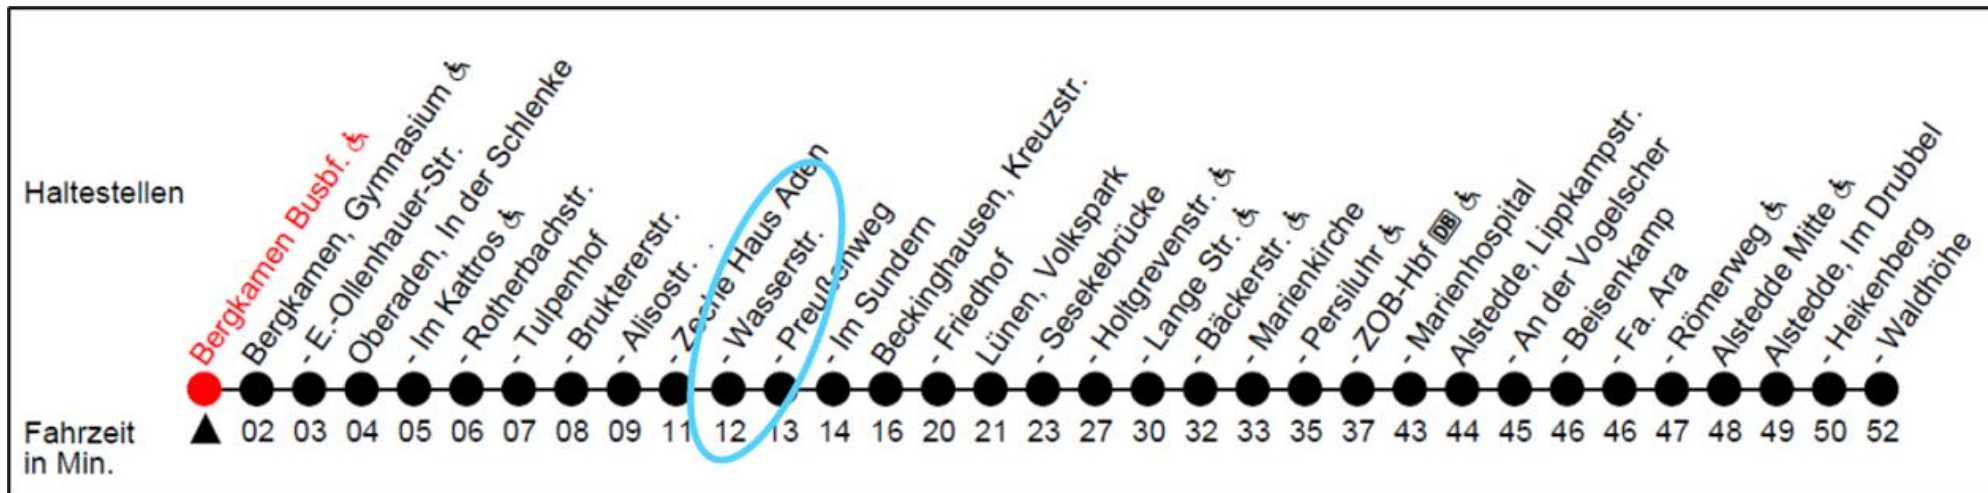 Haltestellen
Bergkamen Busbf.
Bergkamen, Gymnasium
- E.-Ollenhauer-Str.
Oberaden, In der Schlenke
- Im Kattros
- Rotherbachstr.
- Tulpenhof
- Bruktererstr.
- Alisostr.
- Zeche Haus Aden
- Wasserstr.
- Preußenweg
- Im Sundern
Beckinghausen, Kreuzstr.
- Friedhof
Lünen, Volkspark
- Sesekebrücke
- Holtgrevenstr.
- Lange Str.
- Bäckerstr.
- Marienkirche
- Persiluhr
- ZOB-Hbf DB
- Marienhospital
Alstedde, Lippkampstr.
- An der Vogelscher
- Beisenkamp
- Fa. Ara
- Römerweg
Alstedde Mitte
Alstedde, Im Drubbel
- Heikenberg
- Waldhöhe
Fahrzeit 02 03 04 05 06 07 08 09 11 12 13 14 16 20 21 23 27 30 32 33 35 37 43 44 45 46 46 47 48 49 50 52
in Min.